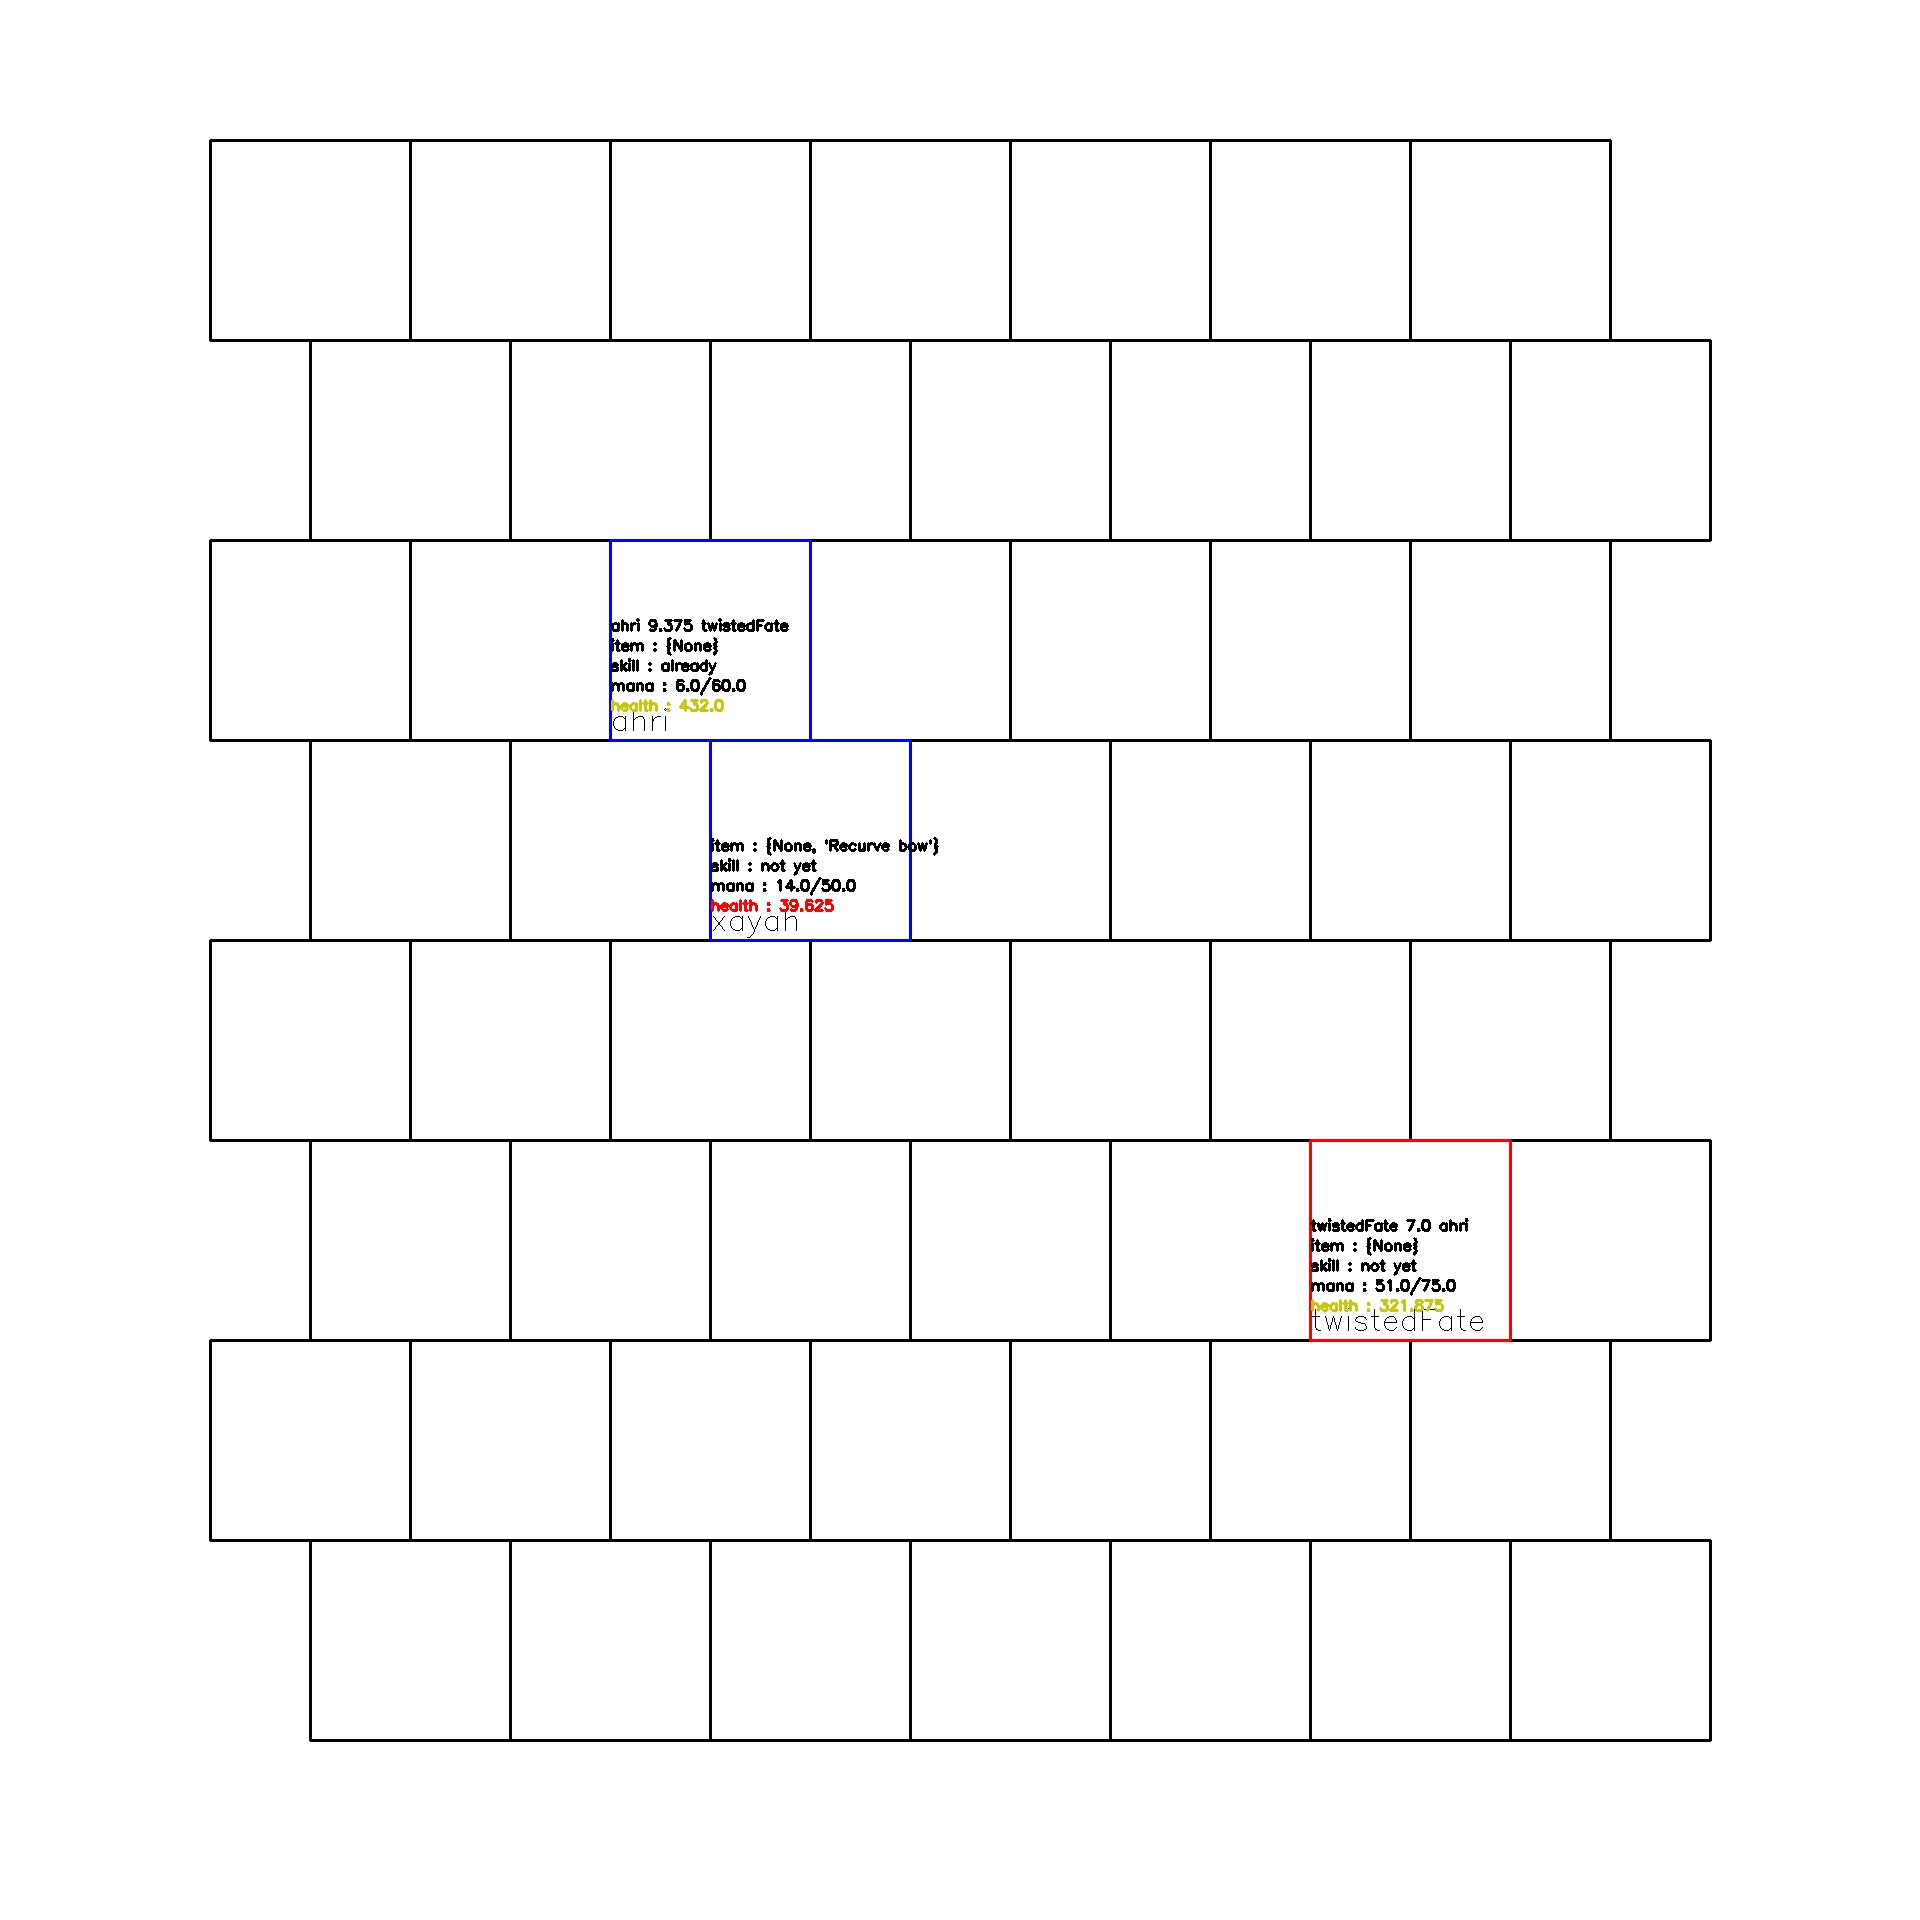 ahri 9.375 twistedFate
item : {None}
skill : already
mana : 6.0/60.0
health : 432.0
ahri
item : {None, 'Recurve bow'}
skill : not yet
mana : 14.0/50.0
health : 39.625
xayah
twistedFate 7.0 ahri
item : {None}
skill : not yet
mana : 51.0/75.0
health : 321.875
twistedFate